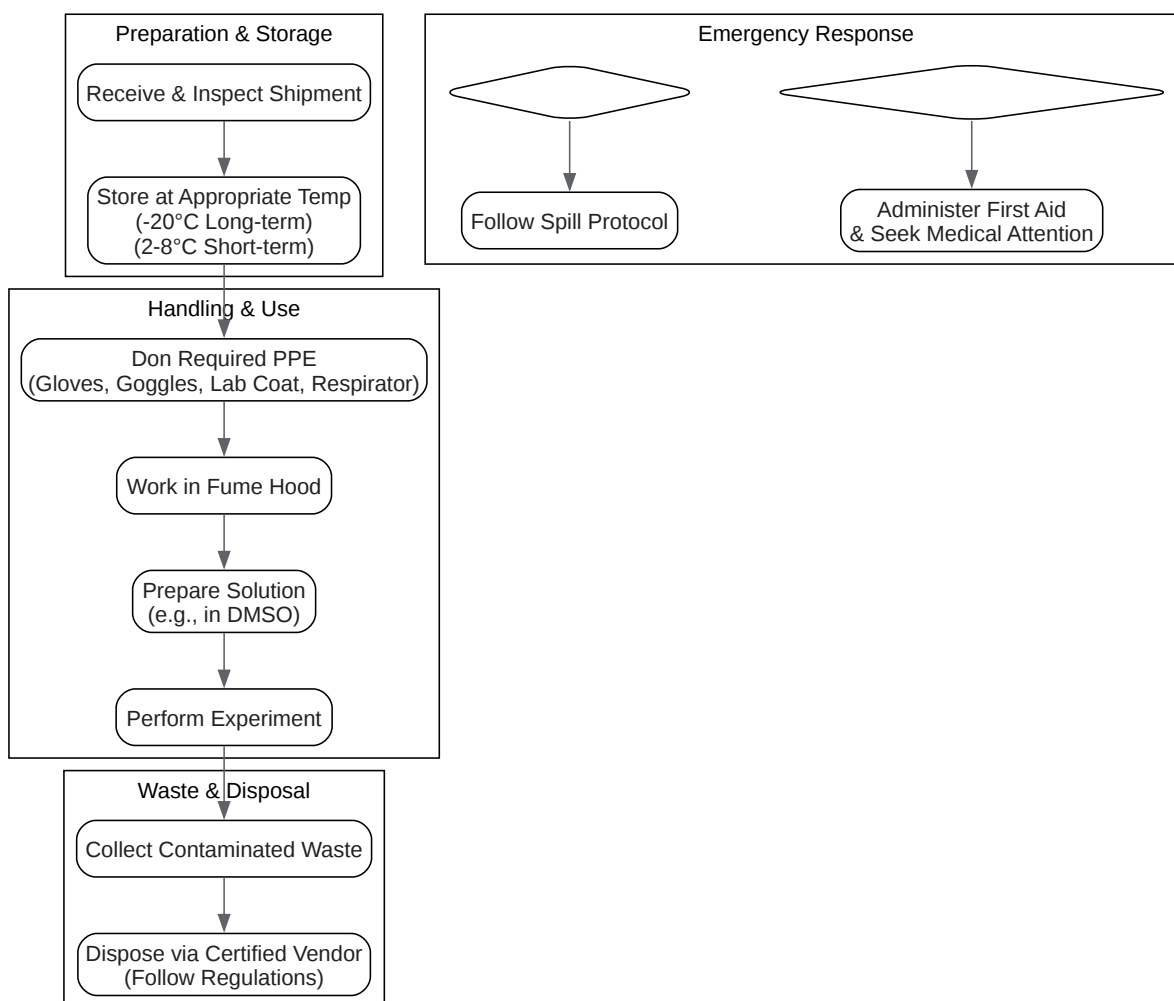 Preparation & Storage
Receive & Inspect Shipment
Store at Appropriate Temp
(-20°C Long-term)
(2-8°C Short-term)
Emergency Response
Follow Spill Protocol
Administer First Aid
& Seek Medical Attention
Handling & Use
Don Required PPE
(Gloves, Goggles, Lab Coat, Respirator)
Work in Fume Hood
Prepare Solution
(e.g., in DMSO)
Perform Experiment
Waste & Disposal
Collect Contaminated Waste
Dispose via Certified Vendor
(Follow Regulations)